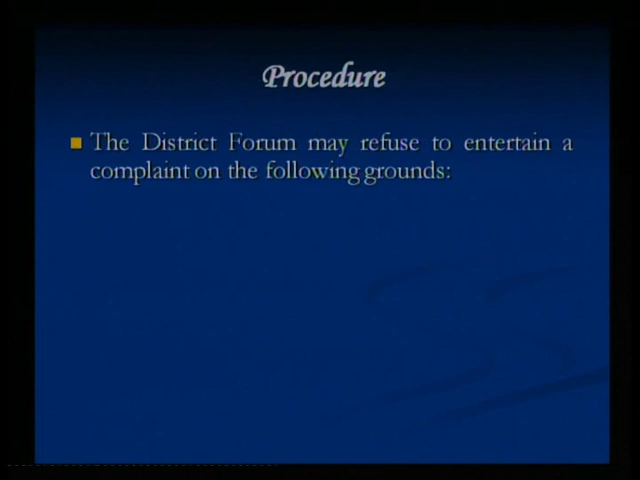 Procedure
The District Forum may refuse to entertain a
complaint on the following grounds: